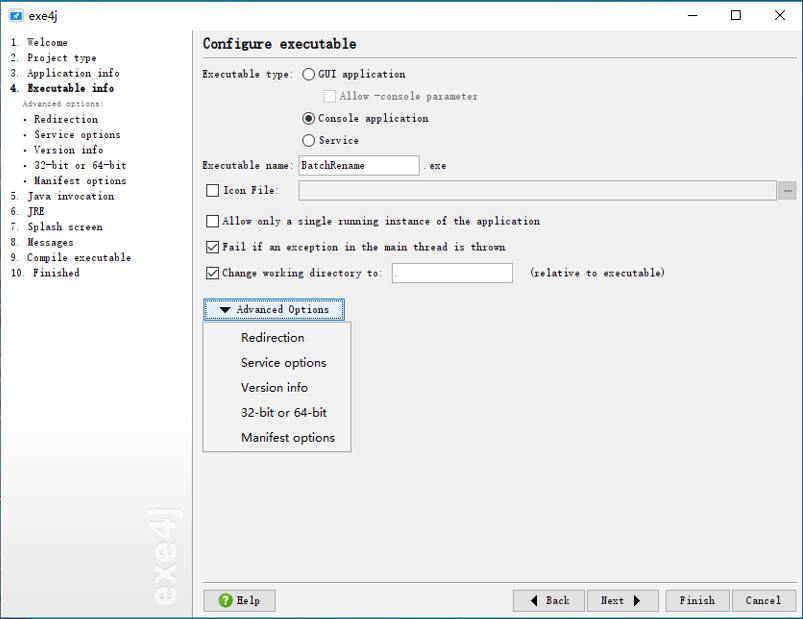 exe4j
1. Welcome
2. Project type
3. Application info
4. Executable info
Advanced options:
• Redirection
• Service options
• Version info
• 32-bit or 64-bit
• Manifest options
5. Java invocation
6. JRE
7. Splash screen
8. Messages
9. Compile executable
10. Finished
exe4j
Configure executable
Executable type: GUI application
Allow -console parameter
Console application
Service
Executable name: BatchRename .exe
Icon File: ...
Allow only a single running instance of the application
Fail if an exception in the main thread is thrown
Change working directory to: . (relative to executable)
Advanced Options
Redirection
Service options
Version info
32-bit or 64-bit
Manifest options
? Help
Back
Next
Finish
Cancel